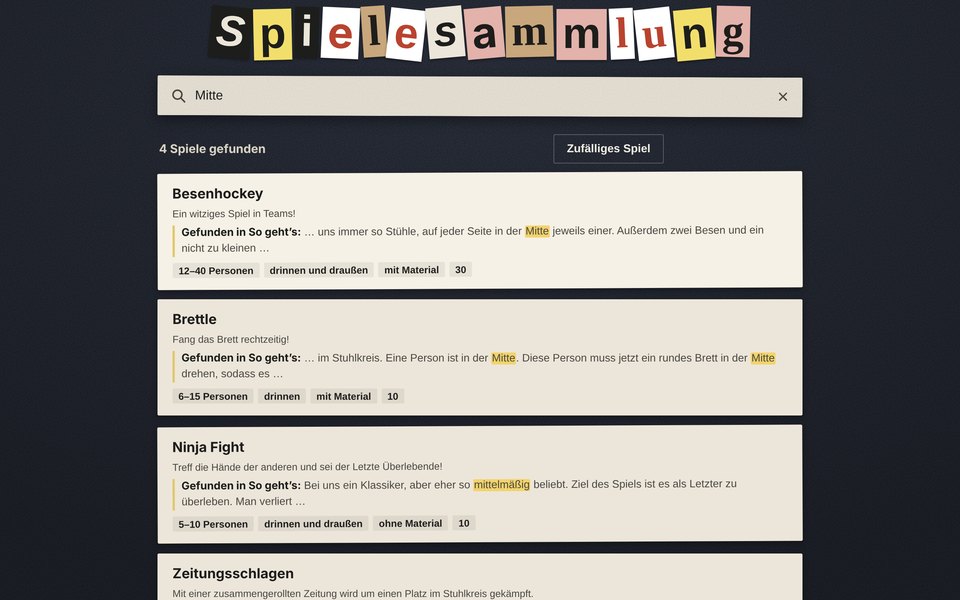 Spielesammlung
Mitte
4 Spiele gefunden
Zufälliges Spiel
Besenhockey
Ein witziges Spiel in Teams!
Gefunden in So geht’s: … uns immer so Stühle, auf jeder Seite in der Mitte jeweils einer. Außerdem zwei Besen und ein
nicht zu kleinen …
12–40 Personen drinnen und draußen mit Material 30
Brettle
Fang das Brett rechtzeitig!
Gefunden in So geht’s: … im Stuhlkreis. Eine Person ist in der Mitte. Diese Person muss jetzt ein rundes Brett in der Mitte
drehen, sodass es …
6–15 Personen drinnen mit Material 10
Ninja Fight
Treff die Hände der anderen und sei der Letzte Überlebende!
Gefunden in So geht’s: Bei uns ein Klassiker, aber eher so mittelmäßig beliebt. Ziel des Spiels ist es als Letzter zu
überleben. Man verliert …
5–10 Personen drinnen und draußen ohne Material 10
Zeitungsschlagen
Mit einer zusammengerollten Zeitung wird um einen Platz im Stuhlkreis gekämpft.